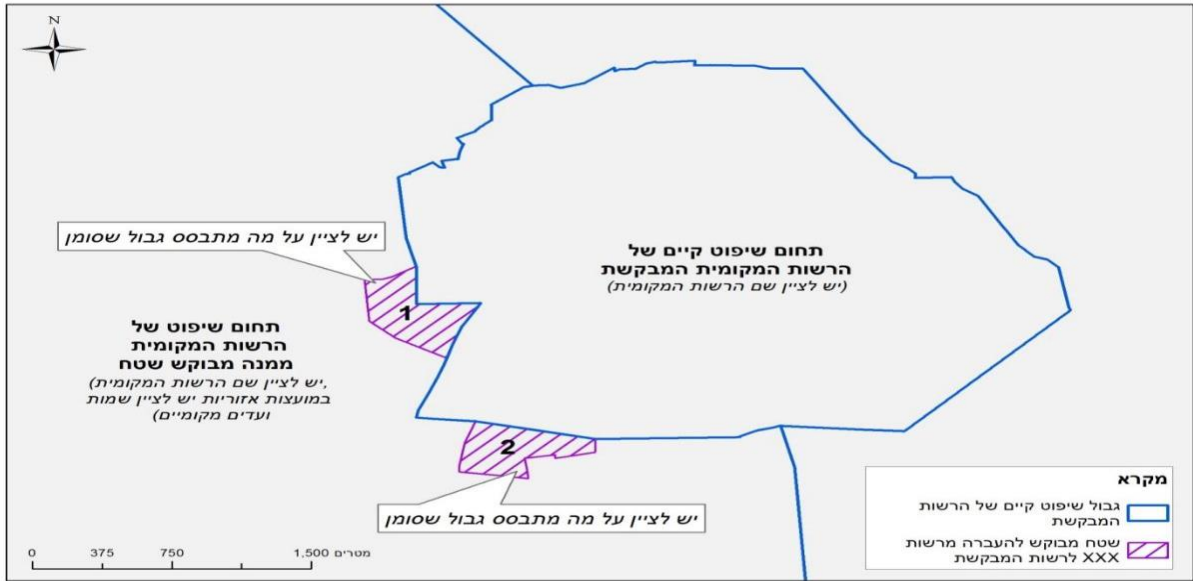 N
יש לציין על מה מתבסס גבול שסומן
תחום שיפוט קיים של
הרשות המקומית המבקשת
(יש לציין שם הרשות המקומית)
1
תחום שיפוט של
הרשות המקומית
ממנה מבוקש שטח
(יש לציין שם הרשות המקומית,
במועצות אזוריות יש לציין שמות
ועדים מקומיים)
2
יש לציין על מה מתבסס גבול שסומן
מקרא
גבול שיפוט קיים של הרשות
המבקשת
שטח מבוקש להעברה מרשות
XXX לרשות המבקשת
0 375 750 1,500 מטרים